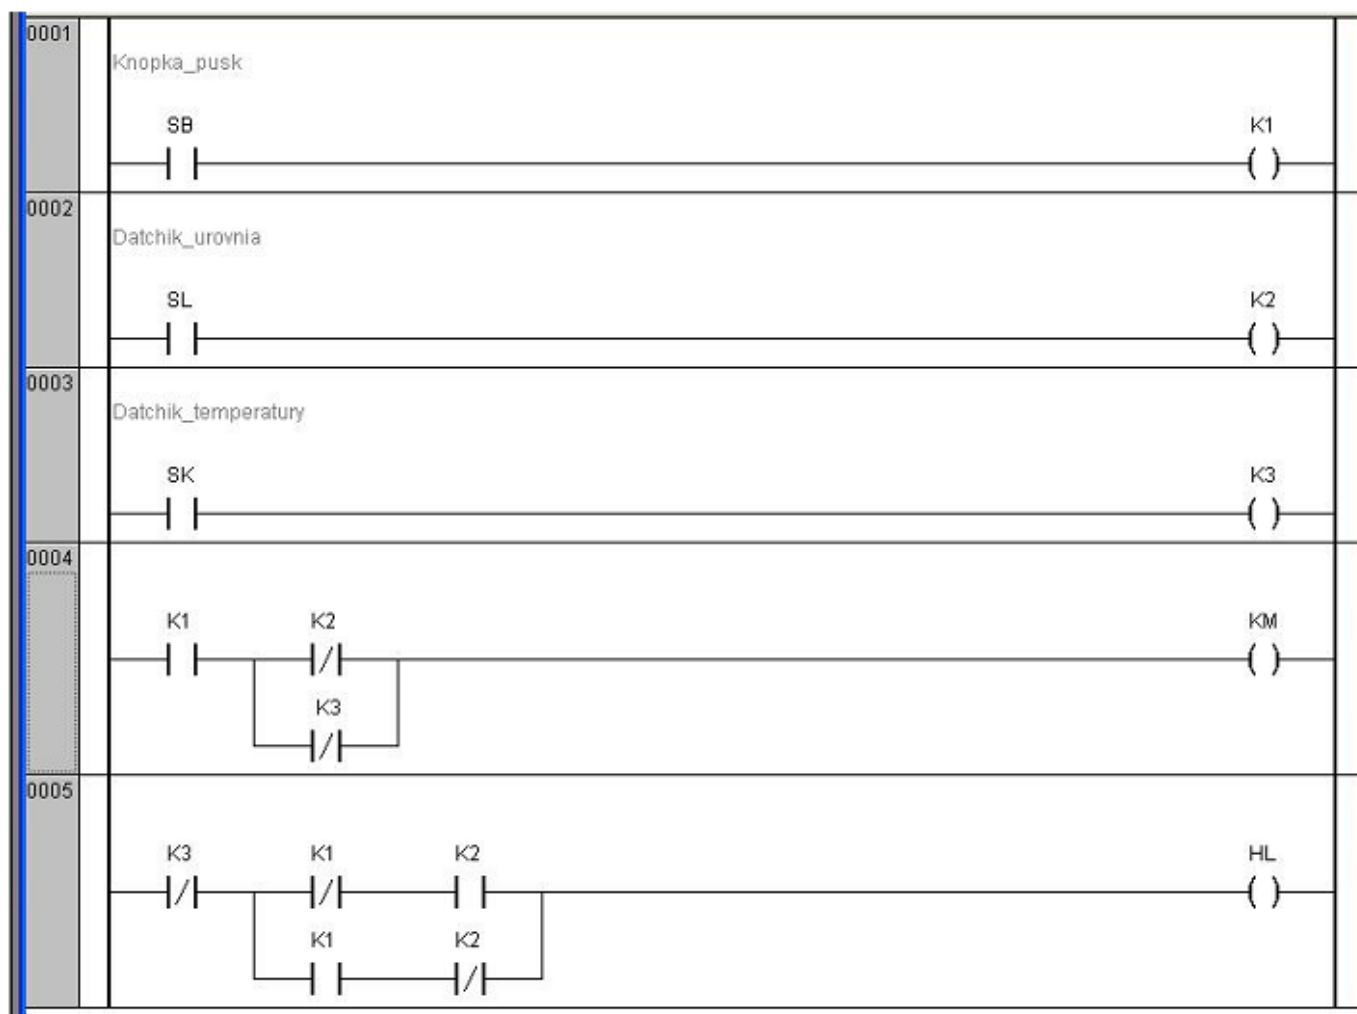 0001
Knopka_pusk
SB K1
0002
Datchik_urovnia
SL K2
0003
Datchik_temperatury
SK K3
0004
K1 K2 KM
K3
0005
K3 K1 K2 HL
K1 K2